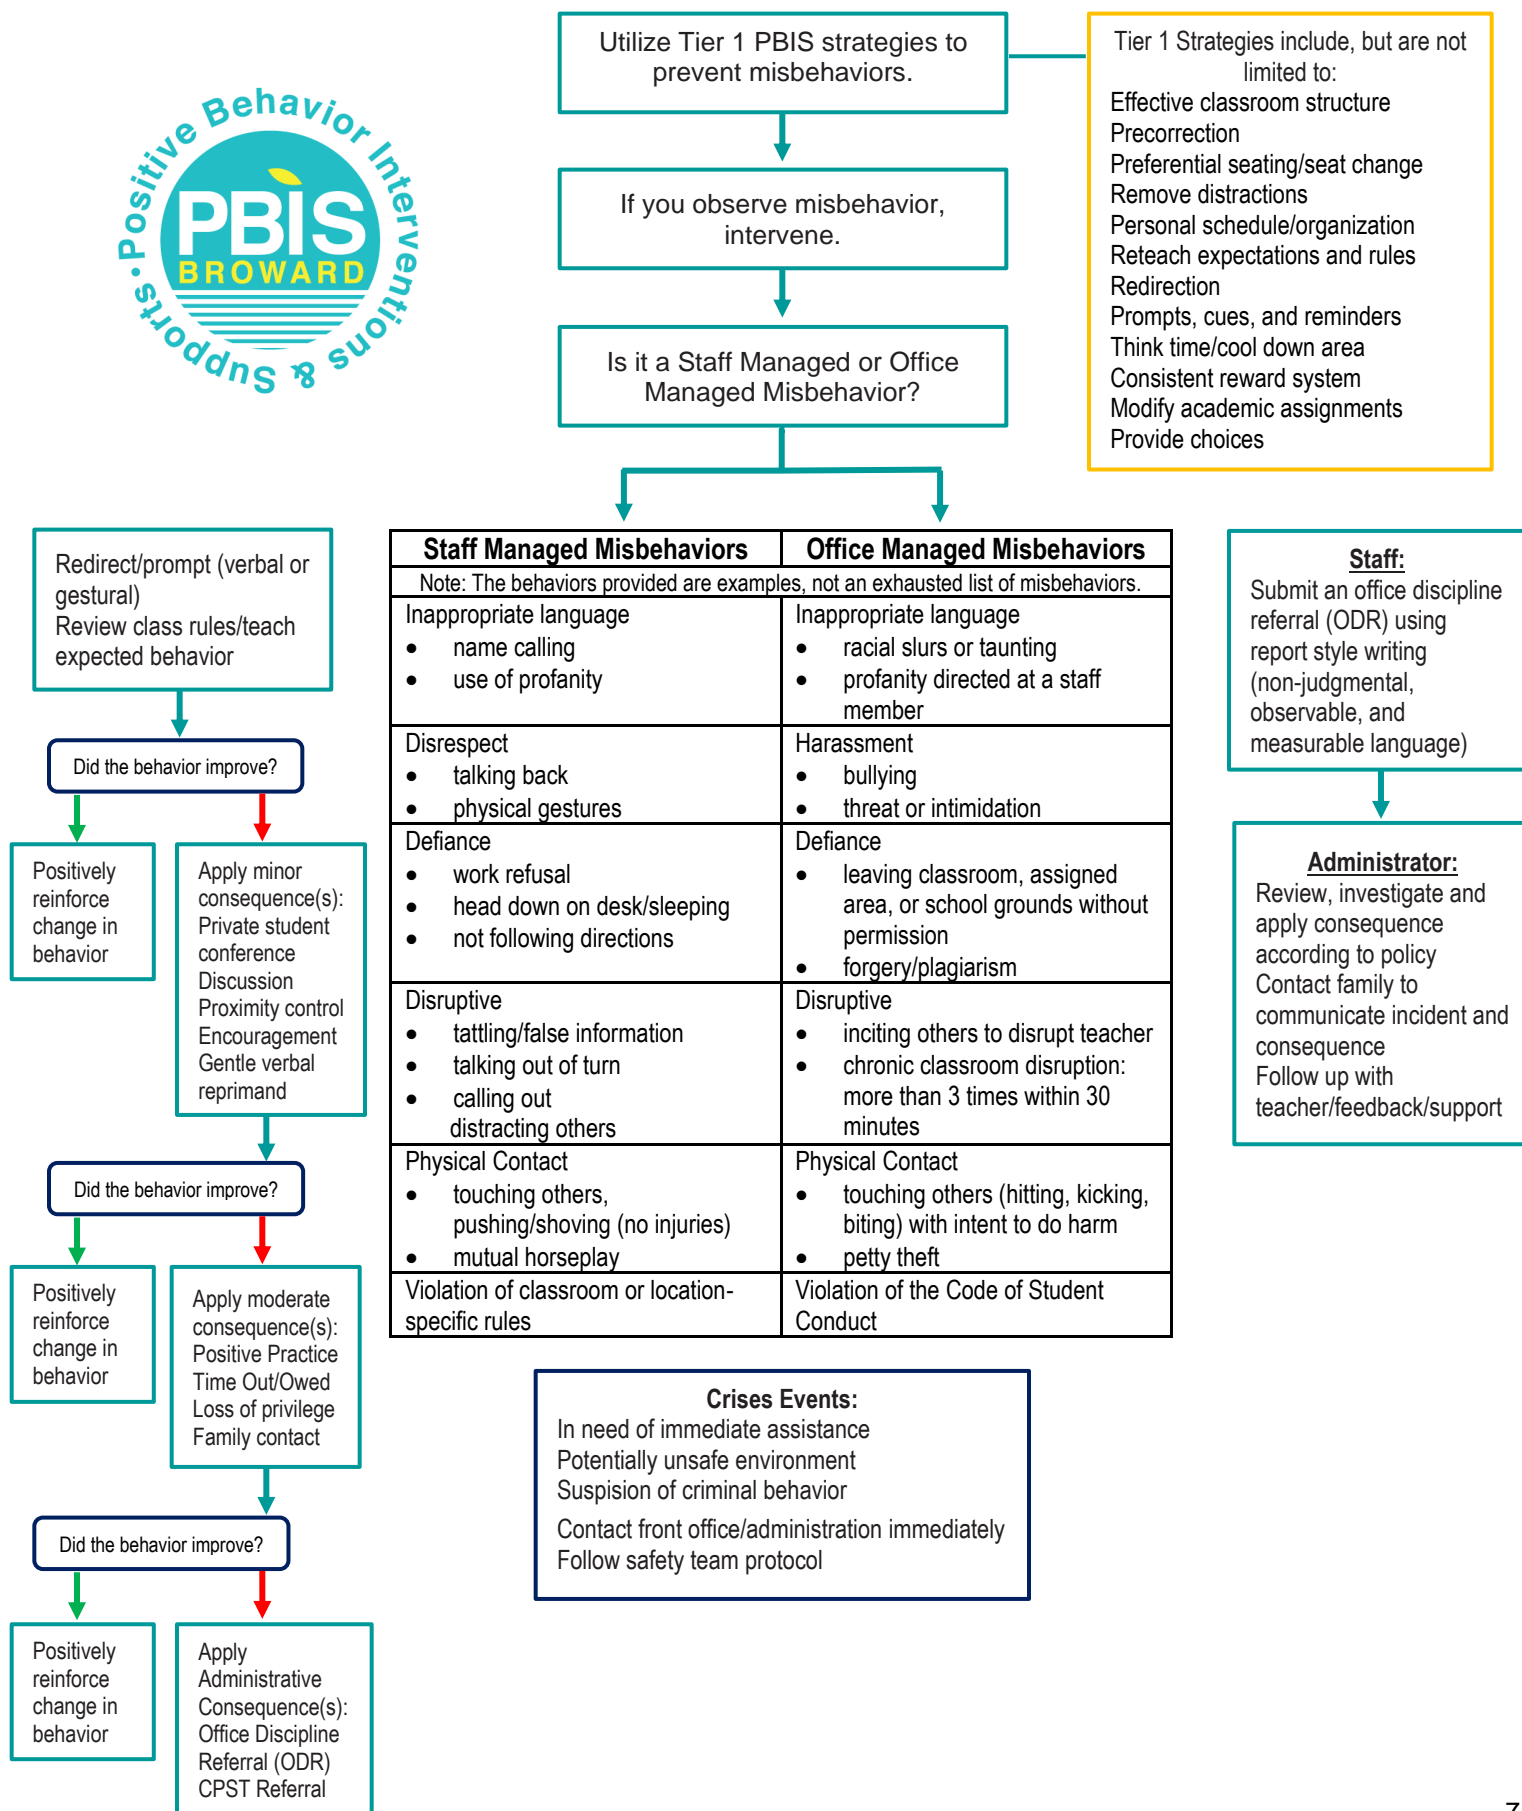 Utilize Tier 1 PBIS strategies to
prevent misbehaviors.
Tier 1 Strategies include, but are not
limited to:
Effective classroom structure
Precorrection
Preferential seating/seat change
Remove distractions
Personal schedule/organization
Reteach expectations and rules
Redirection
Prompts, cues, and reminders
Think time/cool down area
Consistent reward system
Modify academic assignments
Provide choices
Positive Behavior Interventions & Supports •
PBIS
BROWARD
If you observe misbehavior,
intervene.
Is it a Staff Managed or Office
Managed Misbehavior?
Redirect/prompt (verbal or
gestural)
Review class rules/teach
expected behavior
Did the behavior improve?
Positively
reinforce
change in
behavior
Apply minor
consequence(s):
Private student
conference
Discussion
Proximity control
Encouragement
Gentle verbal
reprimand
Did the behavior improve?
Positively
reinforce
change in
behavior
Apply moderate
consequence(s):
Positive Practice
Time Out/Owed
Loss of privilege
Family contact
Did the behavior improve?
Positively
reinforce
change in
behavior
Apply
Administrative
Consequence(s):
Office Discipline
Referral (ODR)
CPST Referral
Staff Managed Misbehaviors
Office Managed Misbehaviors
Note: The behaviors provided are examples, not an exhausted list of misbehaviors.
Inappropriate language
• name calling
• use of profanity
Inappropriate language
• racial slurs or taunting
• profanity directed at a staff
member
Disrespect
• talking back
• physical gestures
Harassment
• bullying
• threat or intimidation
Defiance
• work refusal
• head down on desk/sleeping
• not following directions
Defiance
• leaving classroom, assigned
area, or school grounds without
permission
• forgery/plagiarism
Disruptive
• tattling/false information
• talking out of turn
• calling out
distracting others
Disruptive
• inciting others to disrupt teacher
• chronic classroom disruption:
more than 3 times within 30
minutes
Physical Contact
• touching others,
pushing/shoving (no injuries)
• mutual horseplay
Physical Contact
• touching others (hitting, kicking,
biting) with intent to do harm
• petty theft
Violation of classroom or location-
specific rules
Violation of the Code of Student
Conduct
Staff:
Submit an office discipline
referral (ODR) using
report style writing
(non-judgmental,
observable, and
measurable language)
Administrator:
Review, investigate and
apply consequence
according to policy
Contact family to
communicate incident and
consequence
Follow up with
teacher/feedback/support
Crises Events:
In need of immediate assistance
Potentially unsafe environment
Suspision of criminal behavior
Contact front office/administration immediately
Follow safety team protocol